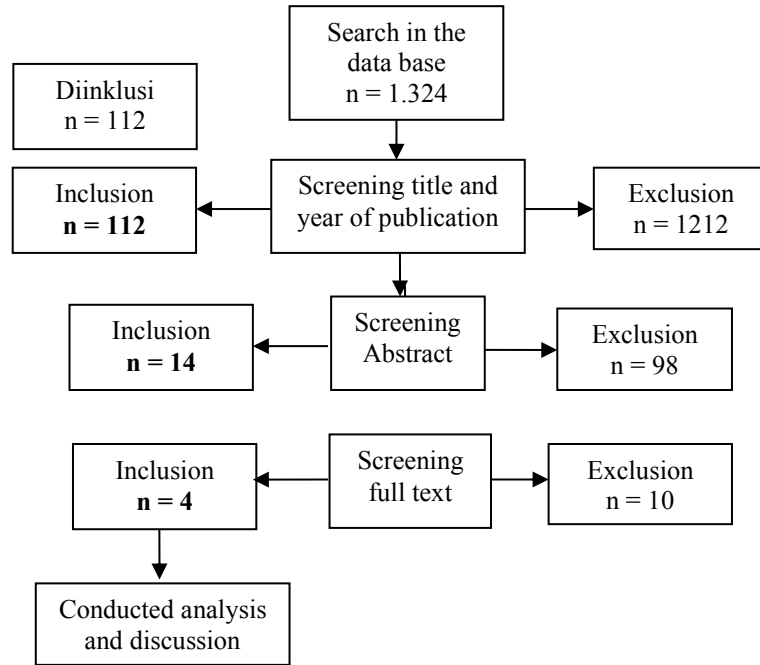 Search in the
data base
n = 1.324
Diinklusi
n = 112
Inclusion
n = 112
Screening title and
year of publication
Exclusion
n = 1212
Inclusion
n = 14
Screening
Abstract
Exclusion
n = 98
Inclusion
n = 4
Screening
full text
Exclusion
n = 10
Conducted analysis
and discussion